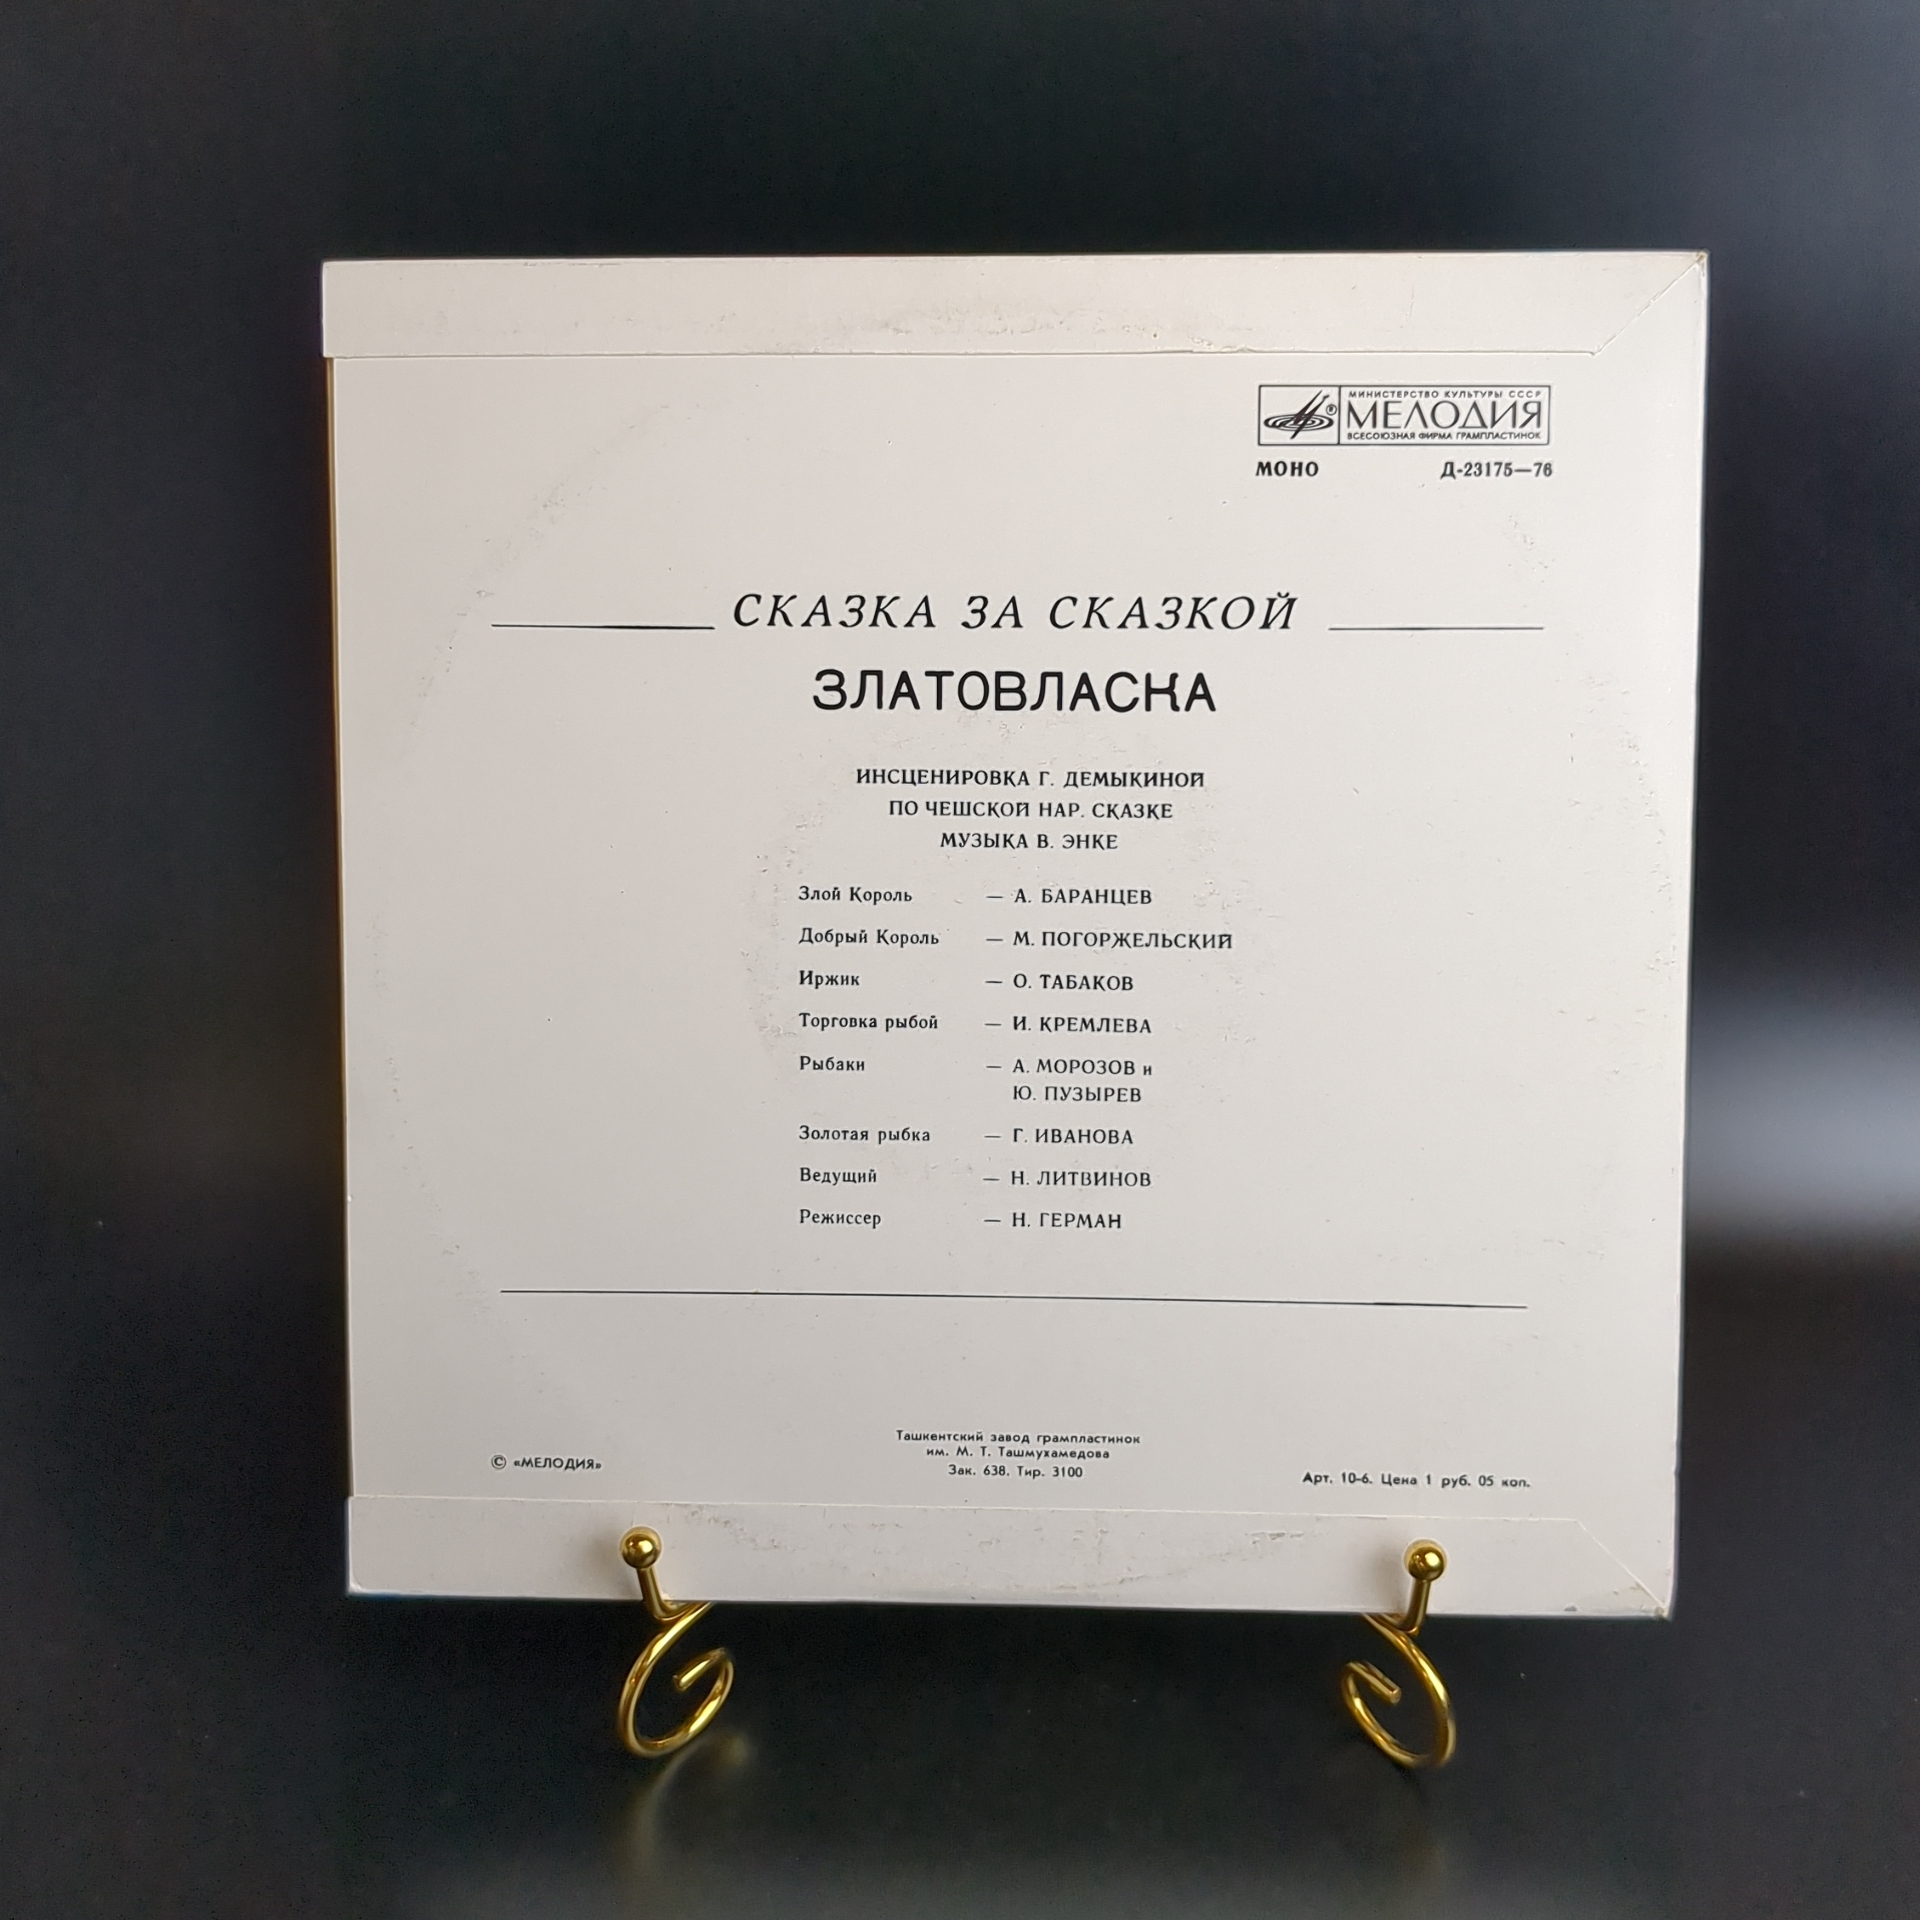 МИНИСТЕРСТВО КУЛЬТУРЫ СССР
МЕЛОДИЯ
ВСЕСОЮЗНАЯ ФИРМА ГРАМПЛАСТИНОК
МОНО Д-23175—76
СКАЗКА ЗА СКАЗКОЙ
ЗЛАТОВЛАСКА
ИНСЦЕНИРОВКА Г. ДЕМЫКИНОЙ
ПО ЧЕШСКОЙ НАР. СКАЗКЕ
МУЗЫКА В. ЭНКЕ
Злой Король — А. БАРАНЦЕВ
Добрый Король — М. ПОГОРЖЕЛЬСКИЙ
Иржик — О. ТАБАКОВ
Торговка рыбой — И. КРЕМЛЕВА
Рыбаки — А. МОРОЗОВ и
Ю. ПУЗЫРЕВ
Золотая рыбка — Г. ИВАНОВА
Ведущий — Н. ЛИТВИНОВ
Режиссер — Н. ГЕРМАН
Ташкентский завод грампластинок
им. М. Т. Ташмухамедова
Зак. 638. Тир. 3100
© «МЕЛОДИЯ»
Арт. 10-6. Цена 1 руб. 05 коп.